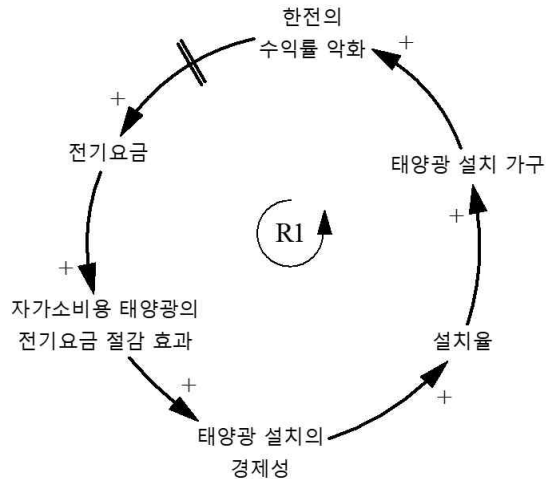 한전의
수익률 악화
+
+
전기요금
태양광 설치 가구
+
R1
+
자가소비용 태양광의
전기요금 절감 효과
설치율
+
+
태양광 설치의
경제성